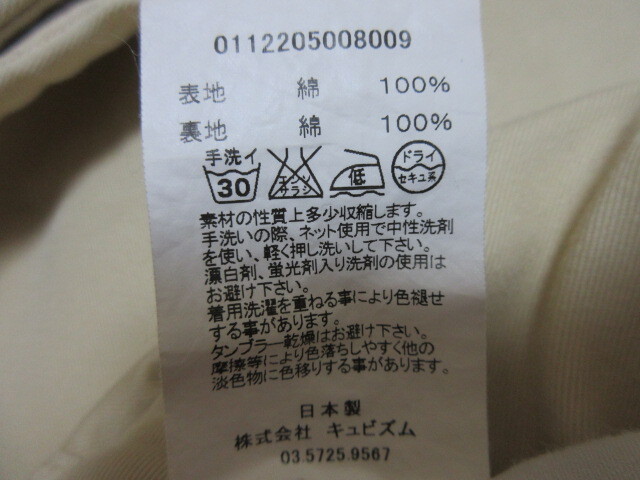 0112205008009
表地 綿 100%
裏地 綿 100%
手洗イ 30 エンソサラシ 低 ドライ セキユ系
素材の性質上多少収縮します。
手洗いの際、ネット使用で中性洗剤
を使い、軽く押し洗いして下さい。
漂白剤、蛍光剤入り洗剤の使用は
お避け下さい。
着用洗濯を重ねる事により色褪せ
する事があります。
タンブラー乾燥はお避け下さい。
摩擦等により色落ちしやすく他の
淡色物に色移りする事があります。
日本製
株式会社 キュビズム
03.5725.9567